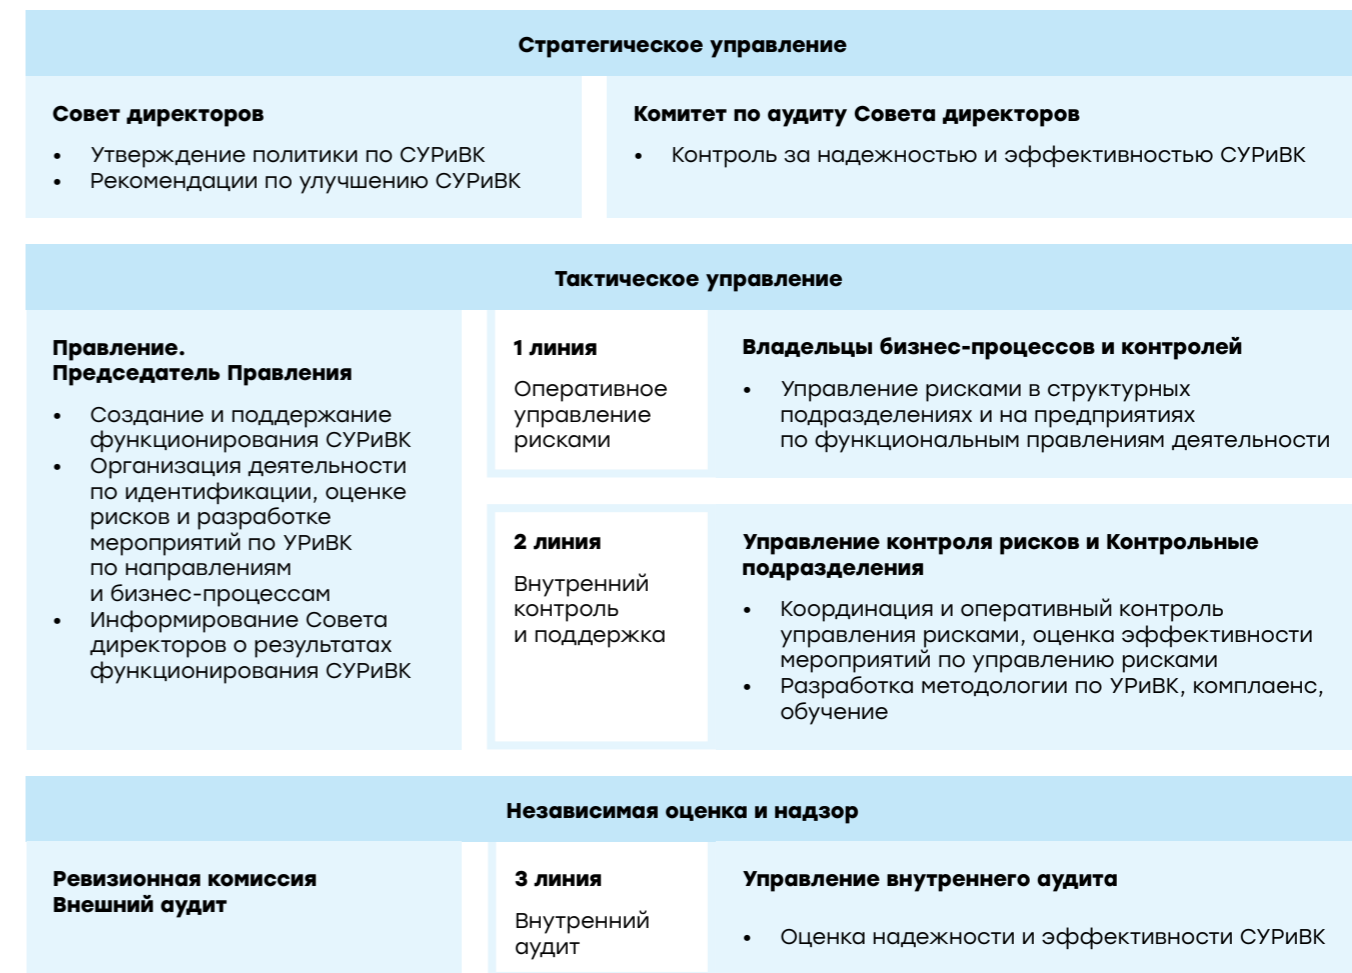 Стратегическое управление
Совет директоров
• Утверждение политики по СУРиВК
• Рекомендации по улучшению СУРиВК
Комитет по аудиту Совета директоров
• Контроль за надежностью и эффективностью СУРиВК
Тактическое управление
Правление.
Председатель Правления
• Создание и поддержание
функционирования СУРиВК
• Организация деятельности
по идентификации, оценке
рисков и разработке
мероприятий по УРиВК
по направлениям
и бизнес-процессам
• Информирование Совета
директоров о результатах
функционирования СУРиВК
1 линия
Оперативное
управление
рисками
Владельцы бизнес-процессов и контролей
• Управление рисками в структурных
подразделениях и на предприятиях
по функциональным правлениям деятельности
2 линия
Внутренний
контроль
и поддержка
Управление контроля рисков и Контрольные
подразделения
• Координация и оперативный контроль
управления рисками, оценка эффективности
мероприятий по управлению рисками
• Разработка методологии по УРиВК, комплаенс,
обучение
Независимая оценка и надзор
Ревизионная комиссия
Внешний аудит
3 линия
Внутренний
аудит
Управление внутреннего аудита
• Оценка надежности и эффективности СУРиВК